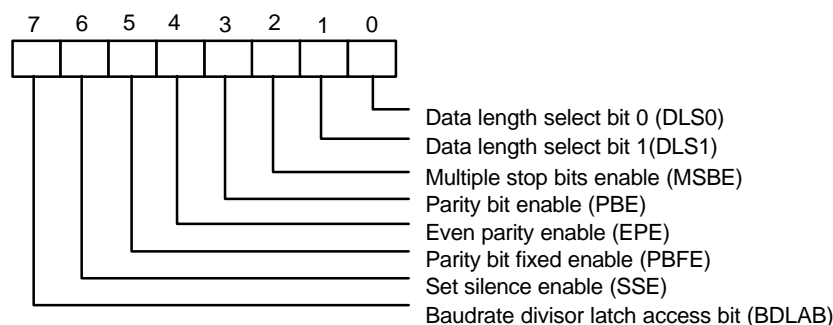 7 6 5 4 3 2 1 0
Data length select bit 0 (DLS0)
Data length select bit 1(DLS1)
Multiple stop bits enable (MSBE)
Parity bit enable (PBE)
Even parity enable (EPE)
Parity bit fixed enable (PBFE)
Set silence enable (SSE)
Baudrate divisor latch access bit (BDLAB)